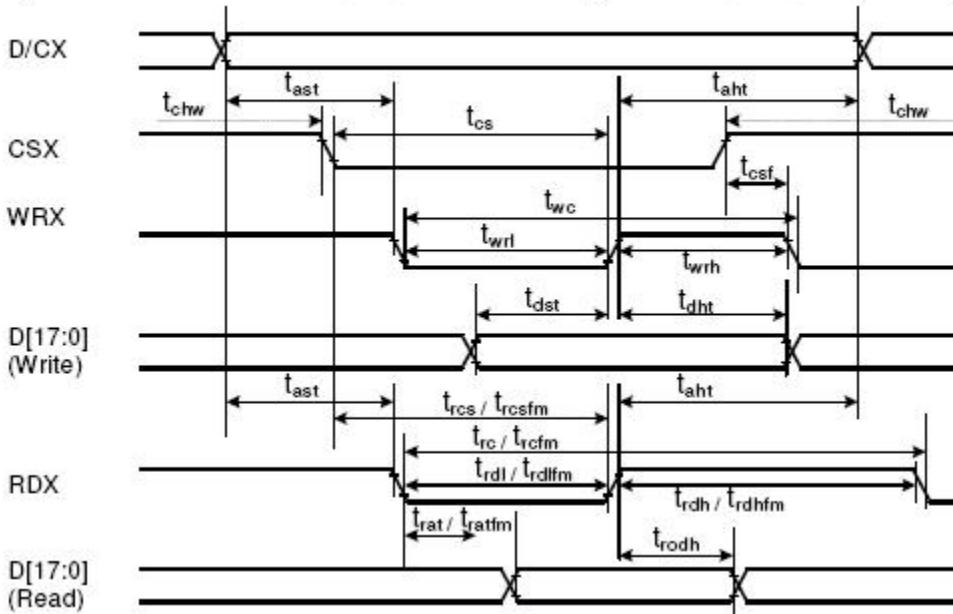 D/CX
t_ast t_aht
t_chw t_cs t_chw
CSX
t_csf
WRX t_wc
t_wrl t_wrh
t_dst t_dht
D[17:0]
(Write)
t_ast t_rcs / t_rcsfm t_aht
t_rc / t_rcfm
RDX t_rdl / t_rdlfm t_rdh / t_rdhfm
t_rat / t_ratfm t_rodh
D[17:0]
(Read)